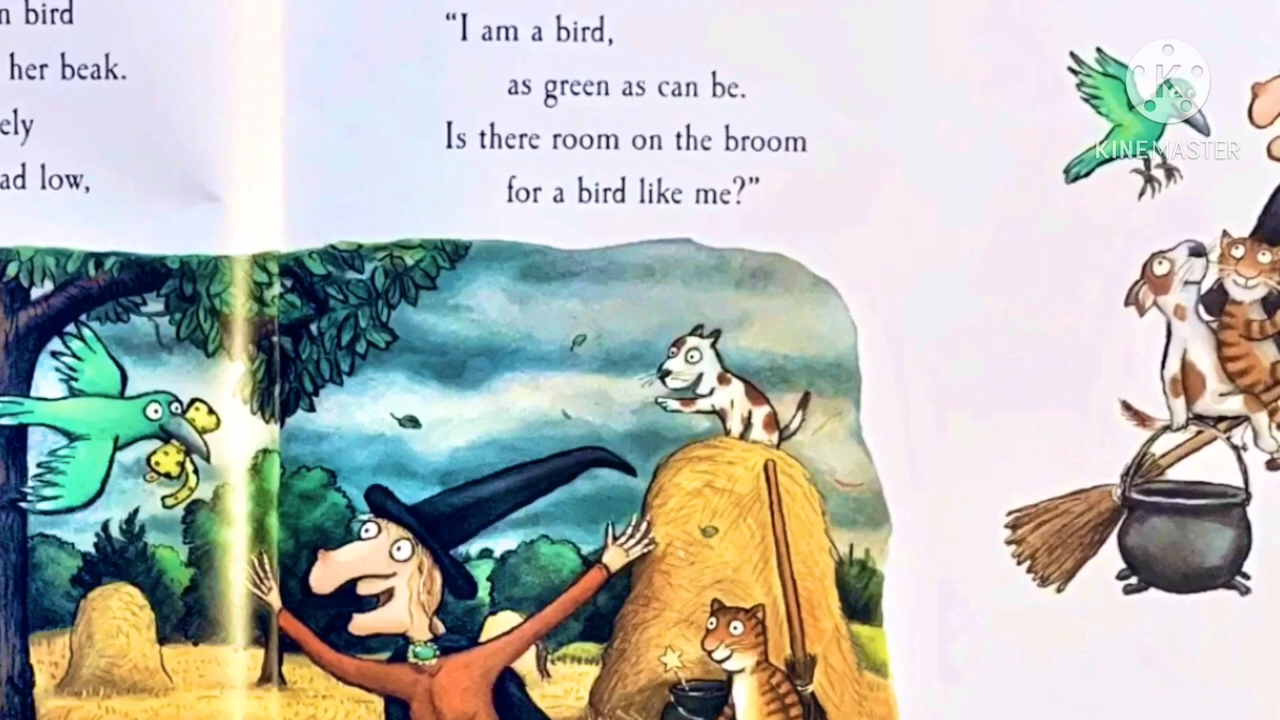 n bird
her beak.
ely
ad low,
“I am a bird,
as green as can be.
Is there room on the broom
for a bird like me?”
K
KINEMASTER